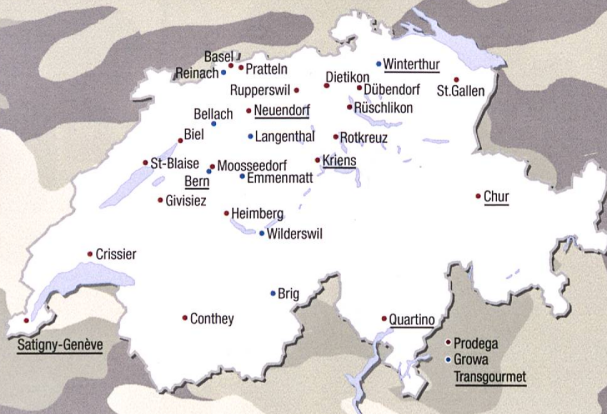 Basel
Reinach
Pratteln
Winterthur
Dietikon
Rupperswil
Dübendorf
St.Gallen
Neuendorf
Rüschlikon
Bellach
Biel
Langenthal
Rotkreuz
St-Blaise
Moosseedorf
Kriens
Bern
Emmenmatt
Givisiez
Chur
Heimberg
Wilderswil
Crissier
Brig
Conthey
Quartino
Satigny-Genève
Prodega
Growa
Transgourmet